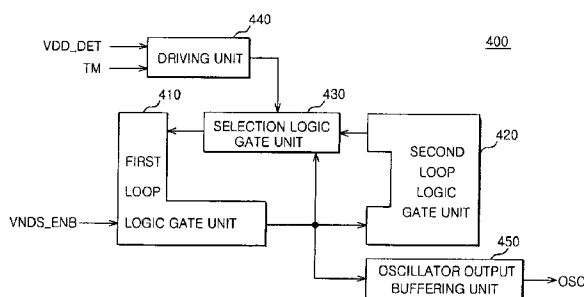 440
VDD_DET
TM
DRIVING UNIT
400
410
430
SELECTION LOGIC
GATE UNIT
420
FIRST
LOOP
LOGIC GATE UNIT
SECOND
LOOP
LOGIC
GATE UNIT
VNDS_ENB
450
OSCILLATOR OUTPUT
BUFFERING UNIT
OSC